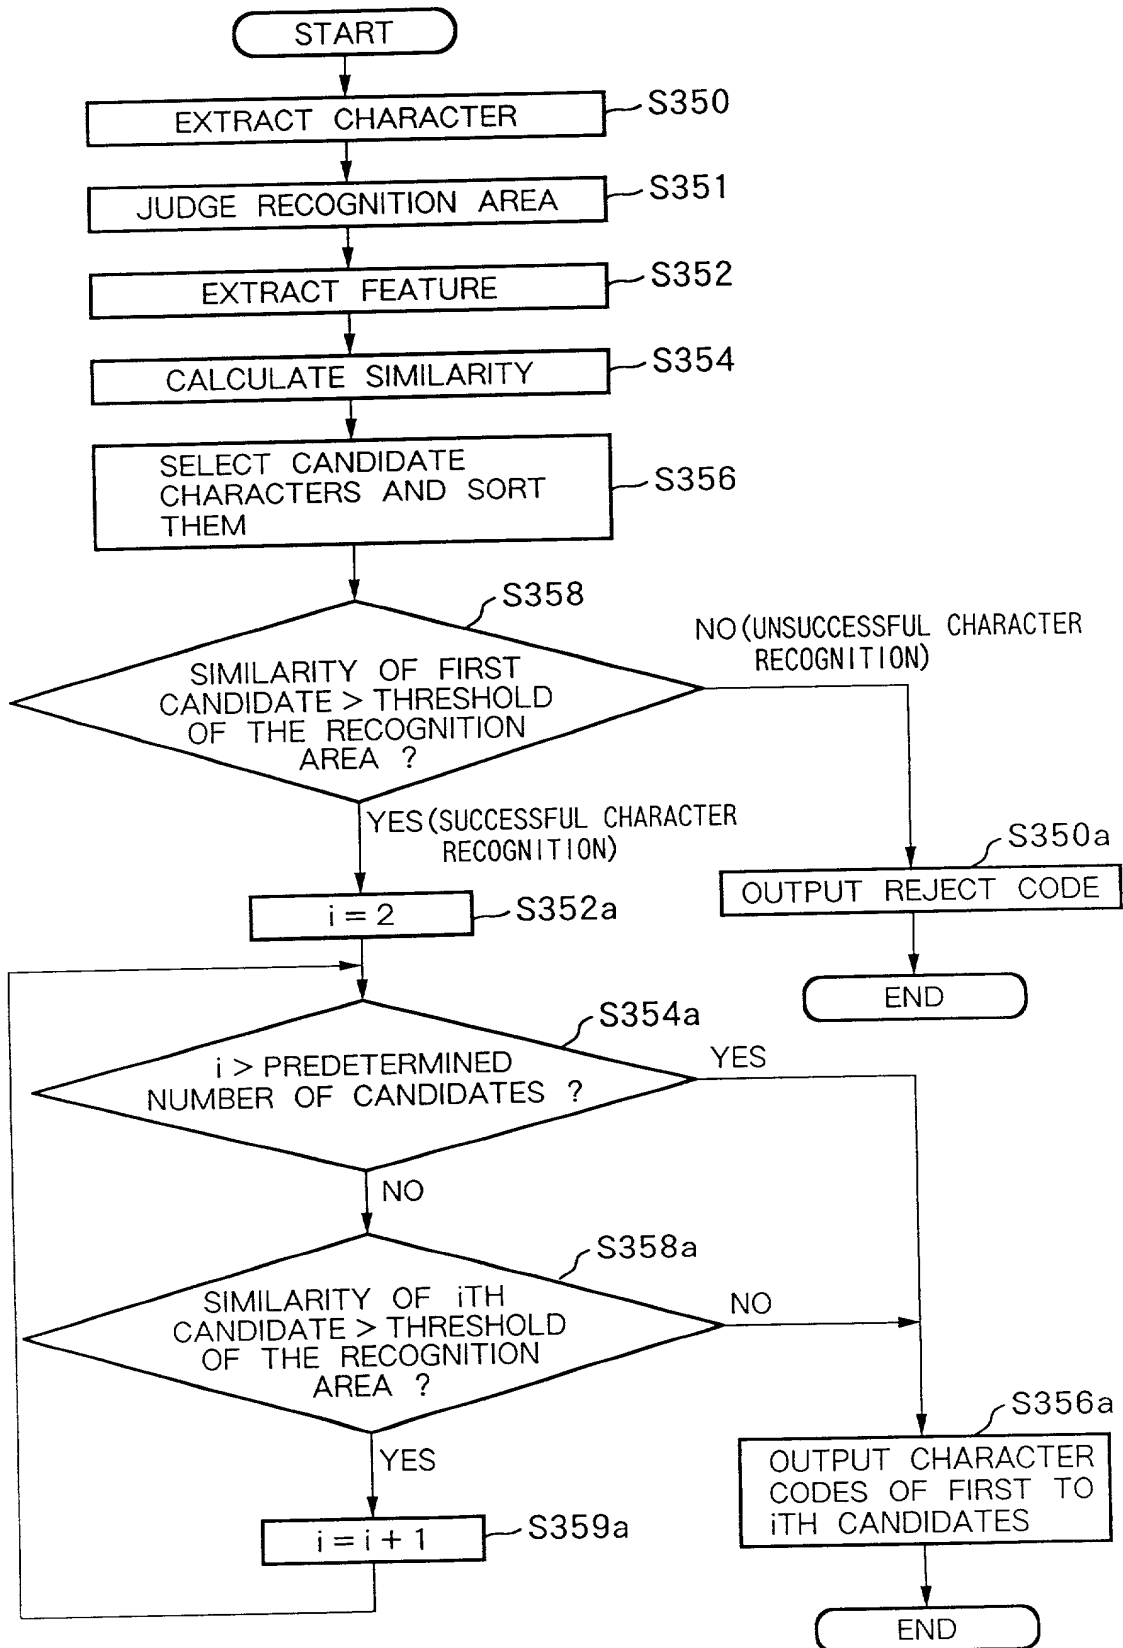 START
EXTRACT CHARACTER
S350
JUDGE RECOGNITION AREA
S351
EXTRACT FEATURE
S352
CALCULATE SIMILARITY
S354
SELECT CANDIDATE
CHARACTERS AND SORT
THEM
S356
S358
SIMILARITY OF FIRST
CANDIDATE > THRESHOLD
OF THE RECOGNITION
AREA ?
NO (UNSUCCESSFUL CHARACTER
RECOGNITION)
YES (SUCCESSFUL CHARACTER
RECOGNITION)
S350a
OUTPUT REJECT CODE
END
i = 2
S352a
S354a
i > PREDETERMINED
NUMBER OF CANDIDATES ?
YES
NO
S358a
SIMILARITY OF iTH
CANDIDATE > THRESHOLD
OF THE RECOGNITION
AREA ?
NO
YES
S356a
OUTPUT CHARACTER
CODES OF FIRST TO
iTH CANDIDATES
i = i + 1
S359a
END